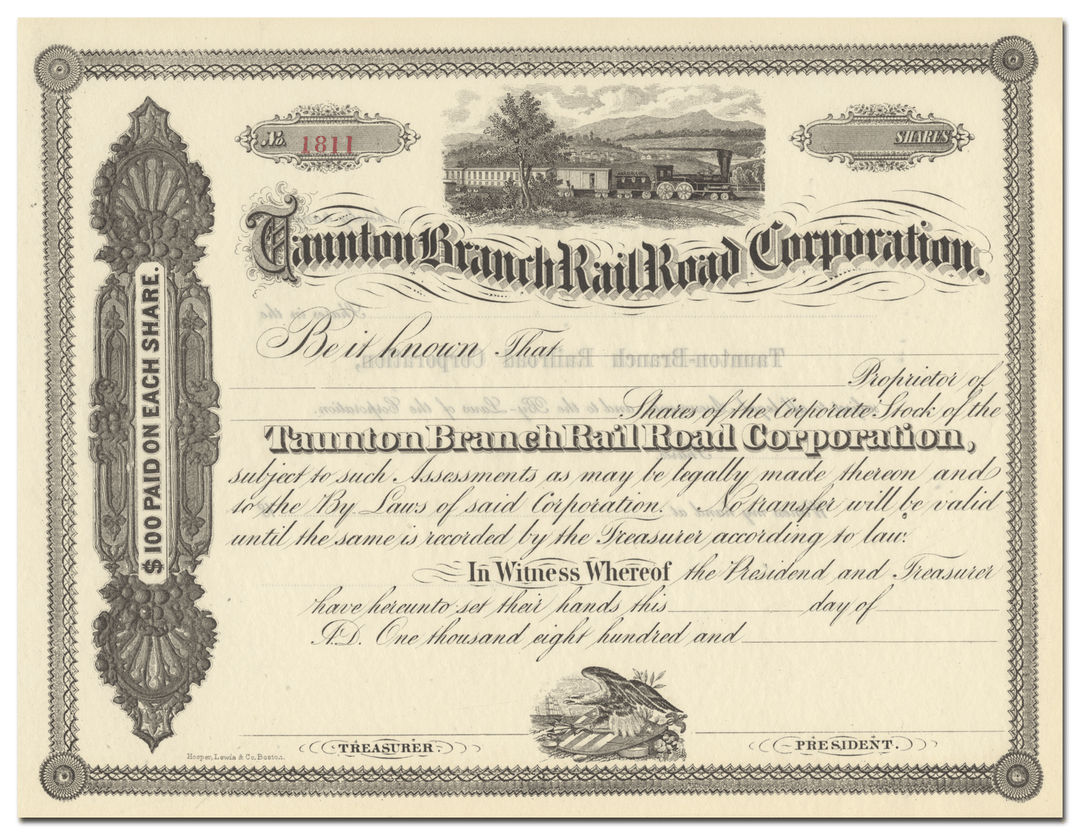 No. 1811
SHARES
Taunton Branch Rail Road Corporation.
$100 PAID ON EACH SHARE.
Be it known That
Proprietor of
Shares of the Corporate Stock of the
Taunton Branch Rail Road Corporation,
subject to such Assessments as may be legally made thereon and
to the By Laws of said Corporation. No transfer will be valid
until the same is recorded by the Treasurer according to law.
In Witness Whereof the Presidend and Treasurer
have hereunto set their hands this day of
A.D. One thousand eight hundred and
TREASURER.
PRESIDENT.
Hooper, Lewis & Co. Boston.